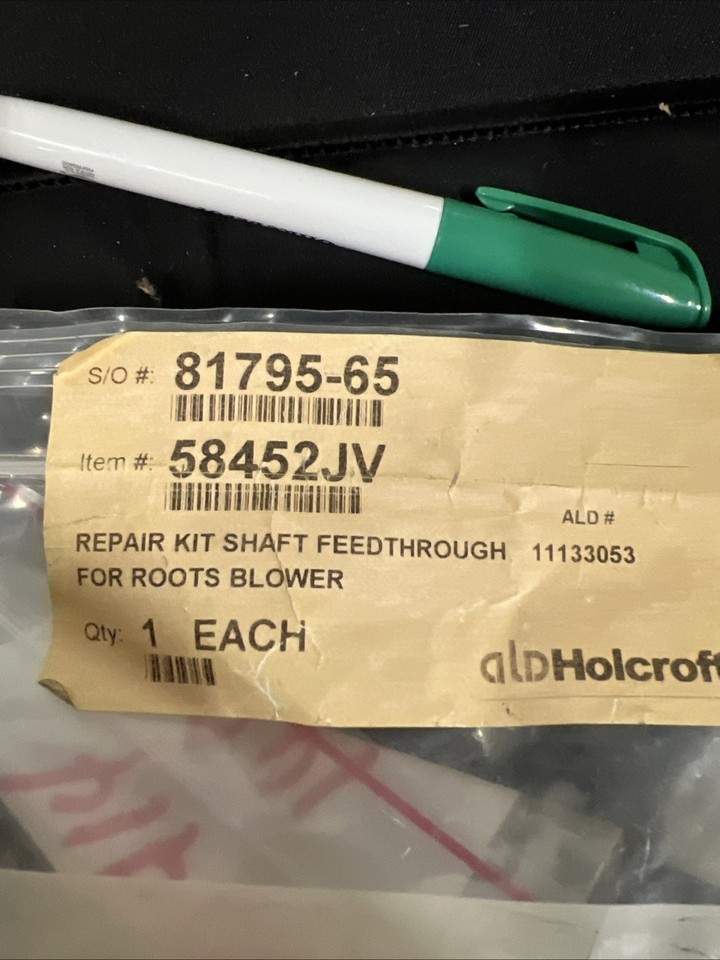 S/O #: 81795-65
Item #: 58452JV
ALD #
REPAIR KIT SHAFT FEEDTHROUGH 11133053
FOR ROOTS BLOWER
Qty: 1 EACH
aldHolcroft